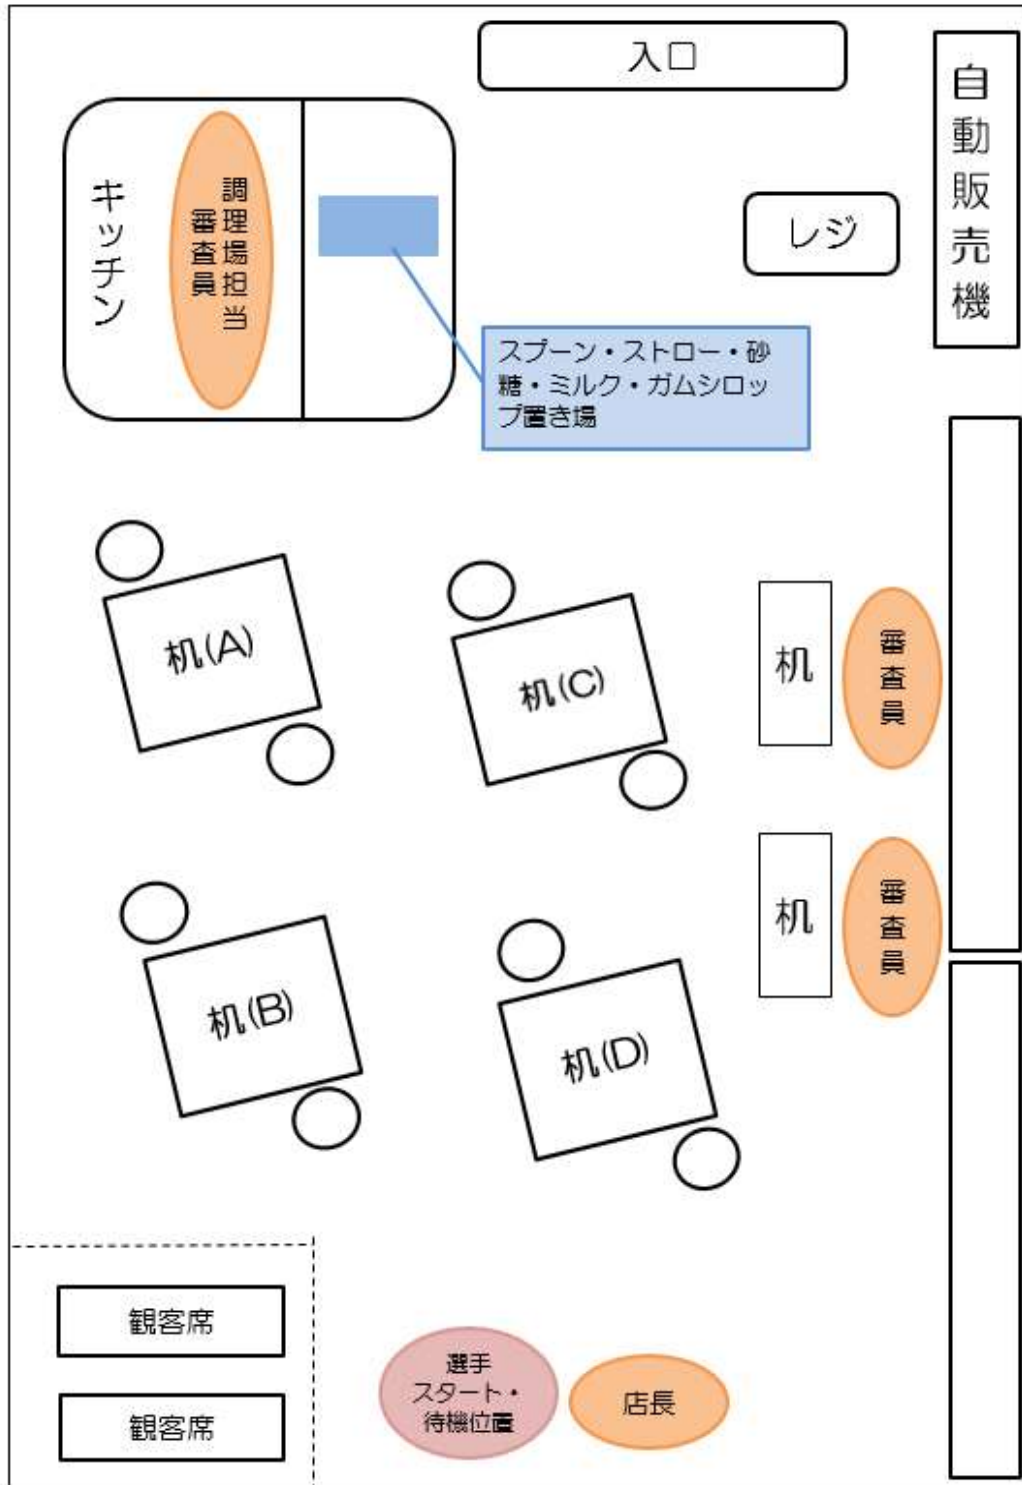 入口
自動販売機
キッチン
調理場担当
審査員
レジ
スプーン・ストロー・砂
糖・ミルク・ガムシロッ
プ置き場
机(A)
机(C)
机
審査員
机
審査員
机(B)
机(D)
観客席
観客席
選手
スタート・
待機位置
店長